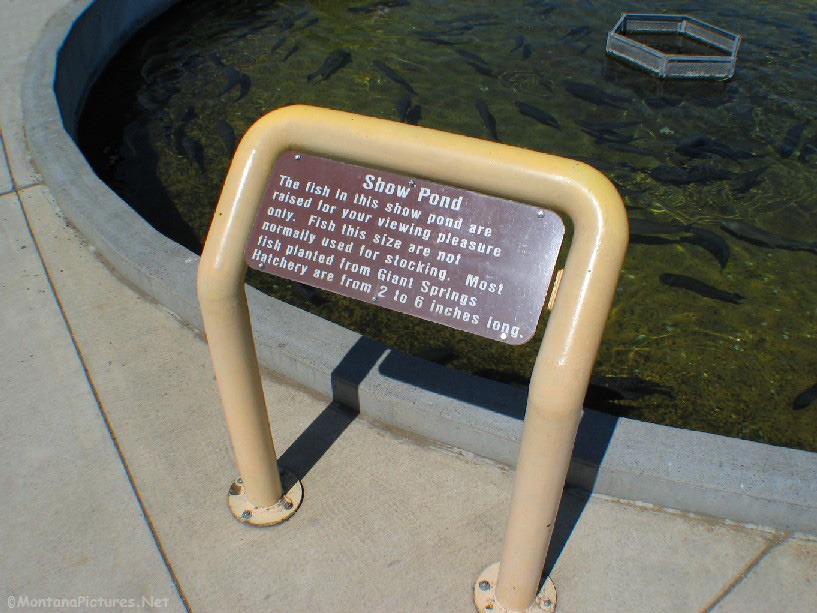 Show Pond
The fish in this show pond are
raised for your viewing pleasure
only. Fish this size are not
normally used for stocking. Most
fish planted from Giant Springs
Hatchery are from 2 to 6 inches long.
©MontanaPictures.Net